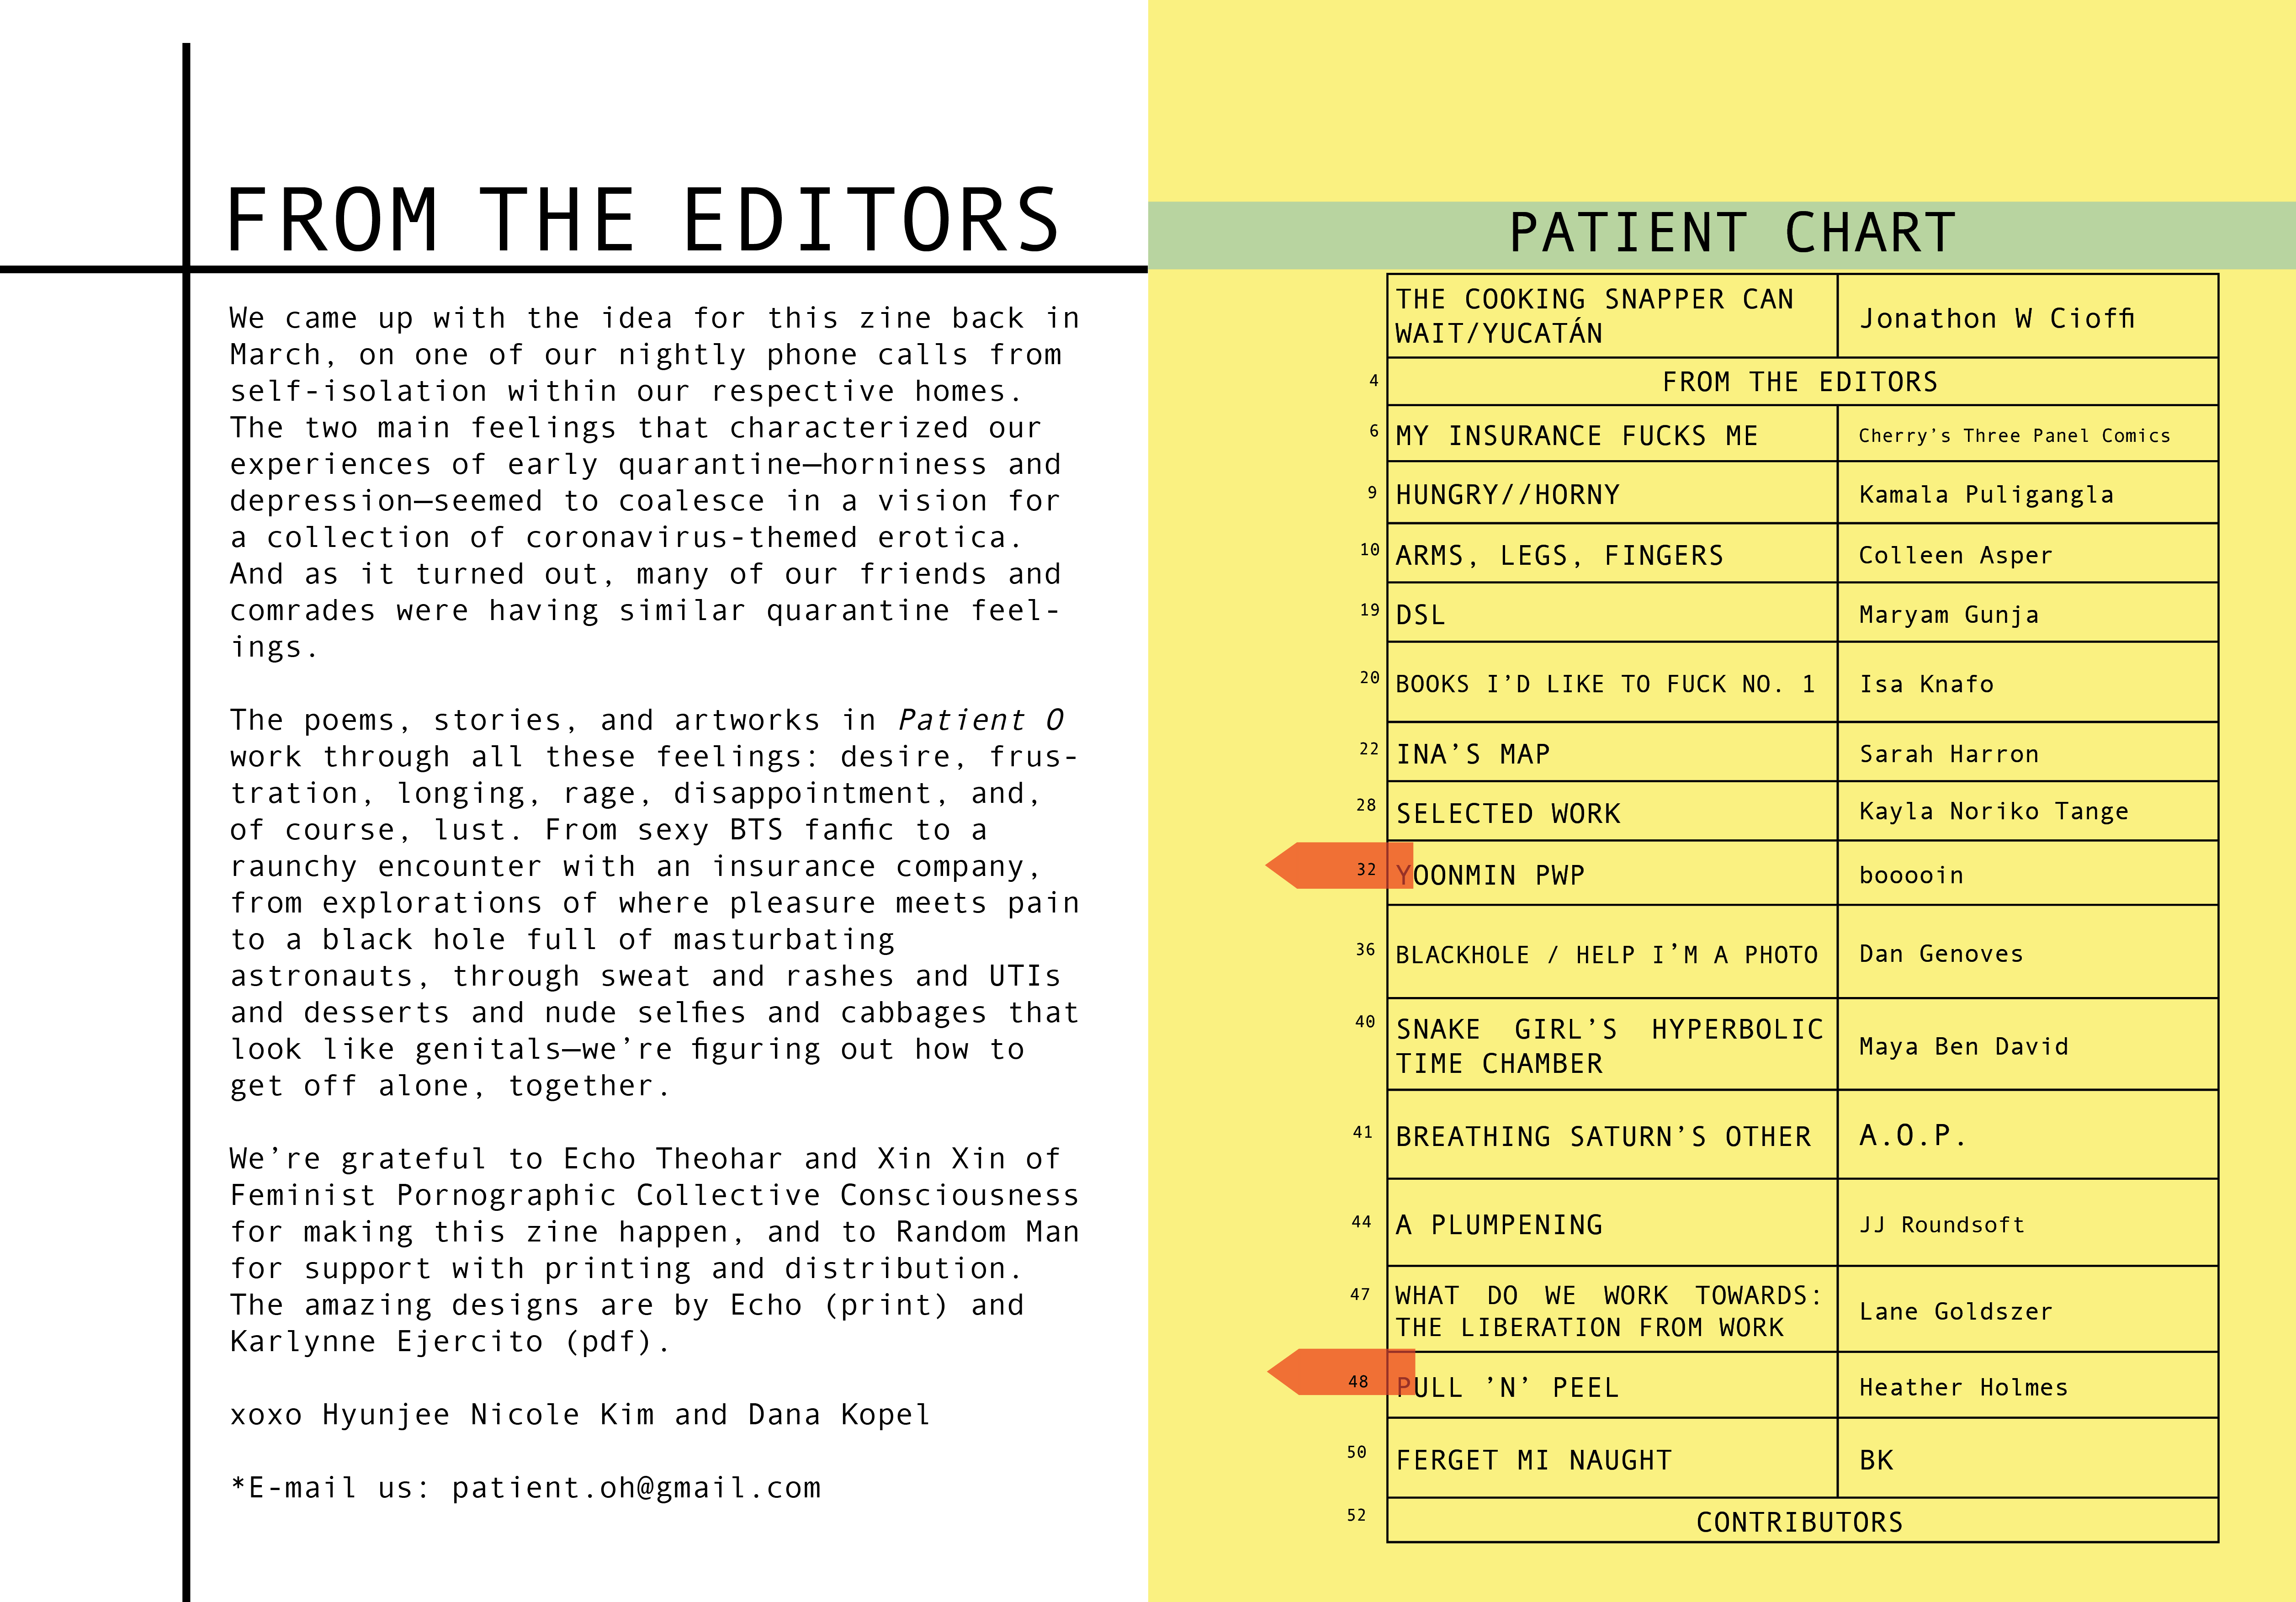 FROM THE EDITORS
We came up with the idea for this zine back in
March, on one of our nightly phone calls from
self-isolation within our respective homes.
The two main feelings that characterized our
experiences of early quarantine—horniness and
depression—seemed to coalesce in a vision for
a collection of coronavirus-themed erotica.
And as it turned out, many of our friends and
comrades were having similar quarantine feel-
ings.
The poems, stories, and artworks in Patient O
work through all these feelings: desire, frus-
tration, longing, rage, disappointment, and,
of course, lust. From sexy BTS fanfic to a
raunchy encounter with an insurance company,
from explorations of where pleasure meets pain
to a black hole full of masturbating
astronauts, through sweat and rashes and UTIs
and desserts and nude selfies and cabbages that
look like genitals—we’re figuring out how to
get off alone, together.
We’re grateful to Echo Theohar and Xin Xin of
Feminist Pornographic Collective Consciousness
for making this zine happen, and to Random Man
for support with printing and distribution.
The amazing designs are by Echo (print) and
Karlynne Ejercito (pdf).
xoxo Hyunjee Nicole Kim and Dana Kopel
*E-mail us: patient.oh@gmail.com
PATIENT CHART
THE COOKING SNAPPER CAN
WAIT/YUCATÁN
Jonathon W Cioffi
4 FROM THE EDITORS
6 MY INSURANCE FUCKS ME Cherry’s Three Panel Comics
9 HUNGRY//HORNY Kamala Puligangla
10 ARMS, LEGS, FINGERS Colleen Asper
19 DSL Maryam Gunja
20 BOOKS I’D LIKE TO FUCK NO. 1 Isa Knafo
22 INA’S MAP Sarah Harron
28 SELECTED WORK Kayla Noriko Tange
32 YOONMIN PWP booooin
36 BLACKHOLE / HELP I’M A PHOTO Dan Genoves
40 SNAKE GIRL’S HYPERBOLIC
TIME CHAMBER
Maya Ben David
41 BREATHING SATURN’S OTHER A.O.P.
44 A PLUMPENING JJ Roundsoft
47 WHAT DO WE WORK TOWARDS:
THE LIBERATION FROM WORK
Lane Goldszer
48 PULL ’N’ PEEL Heather Holmes
50 FERGET MI NAUGHT BK
52 CONTRIBUTORS